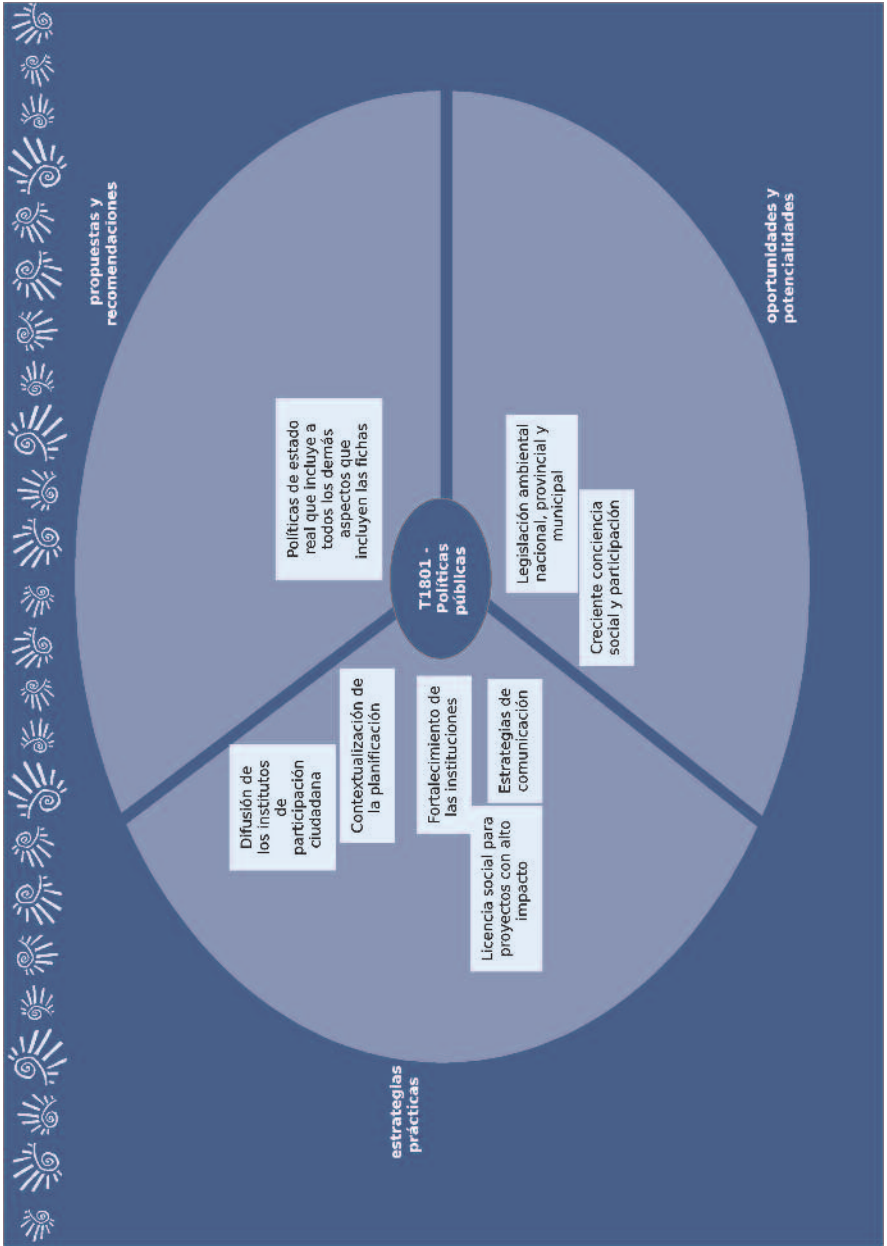 propuestas y
recomendaciones
Políticas de estado
real que incluye a
todos los demás
aspectos que
incluyen las fichas
T1801 -
Políticas
públicas
estrategias
prácticas
Difusión de
los institutos
de
participación
ciudadana
Contextualización de
la planificación
Fortalecimiento de
las instituciones
Licencia social para
proyectos con alto
impacto
Estrategias de
comunicación
Legislación ambiental
nacional, provincial y
municipal
Creciente conciencia
social y participación
oportunidades y
potencialidades